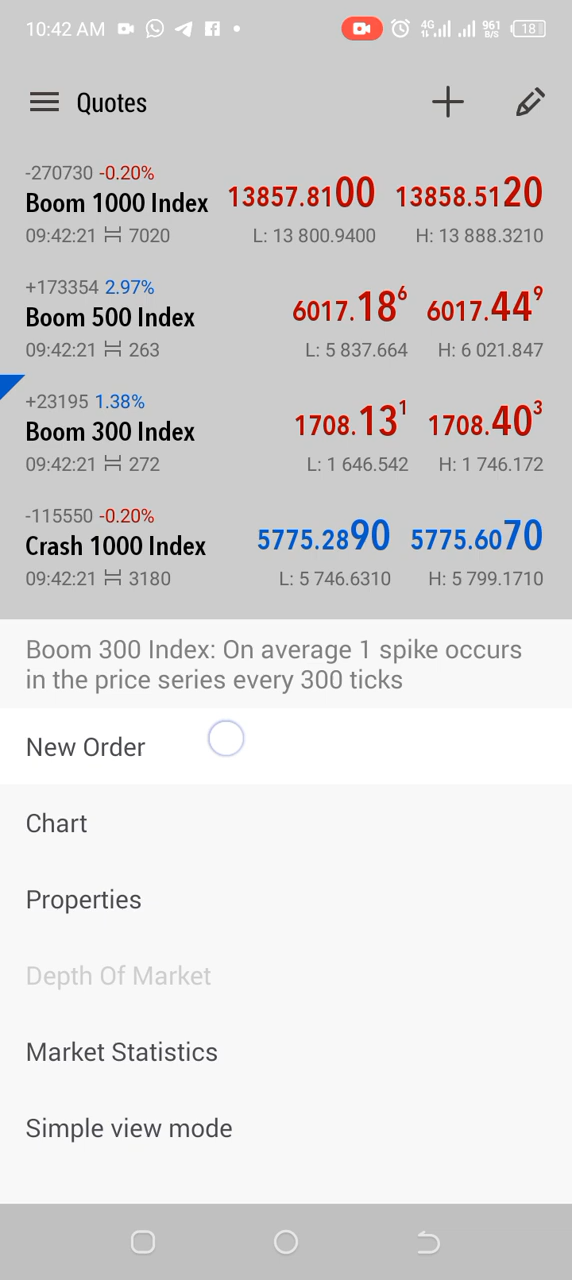 10:42 AM 4G 961 B/S 18
Quotes
-270730 -0.20%
Boom 1000 Index 13857.8100 13858.5120
09:42:21 7020 L: 13 800.9400 H: 13 888.3210
+173354 2.97%
Boom 500 Index 6017.186 6017.449
09:42:21 263 L: 5 837.664 H: 6 021.847
+23195 1.38%
Boom 300 Index 1708.131 1708.403
09:42:21 272 L: 1 646.542 H: 1 746.172
-115550 -0.20%
Crash 1000 Index 5775.2890 5775.6070
09:42:21 3180 L: 5 746.6310 H: 5 799.1710
Boom 300 Index: On average 1 spike occurs
in the price series every 300 ticks
New Order
Chart
Properties
Depth Of Market
Market Statistics
Simple view mode